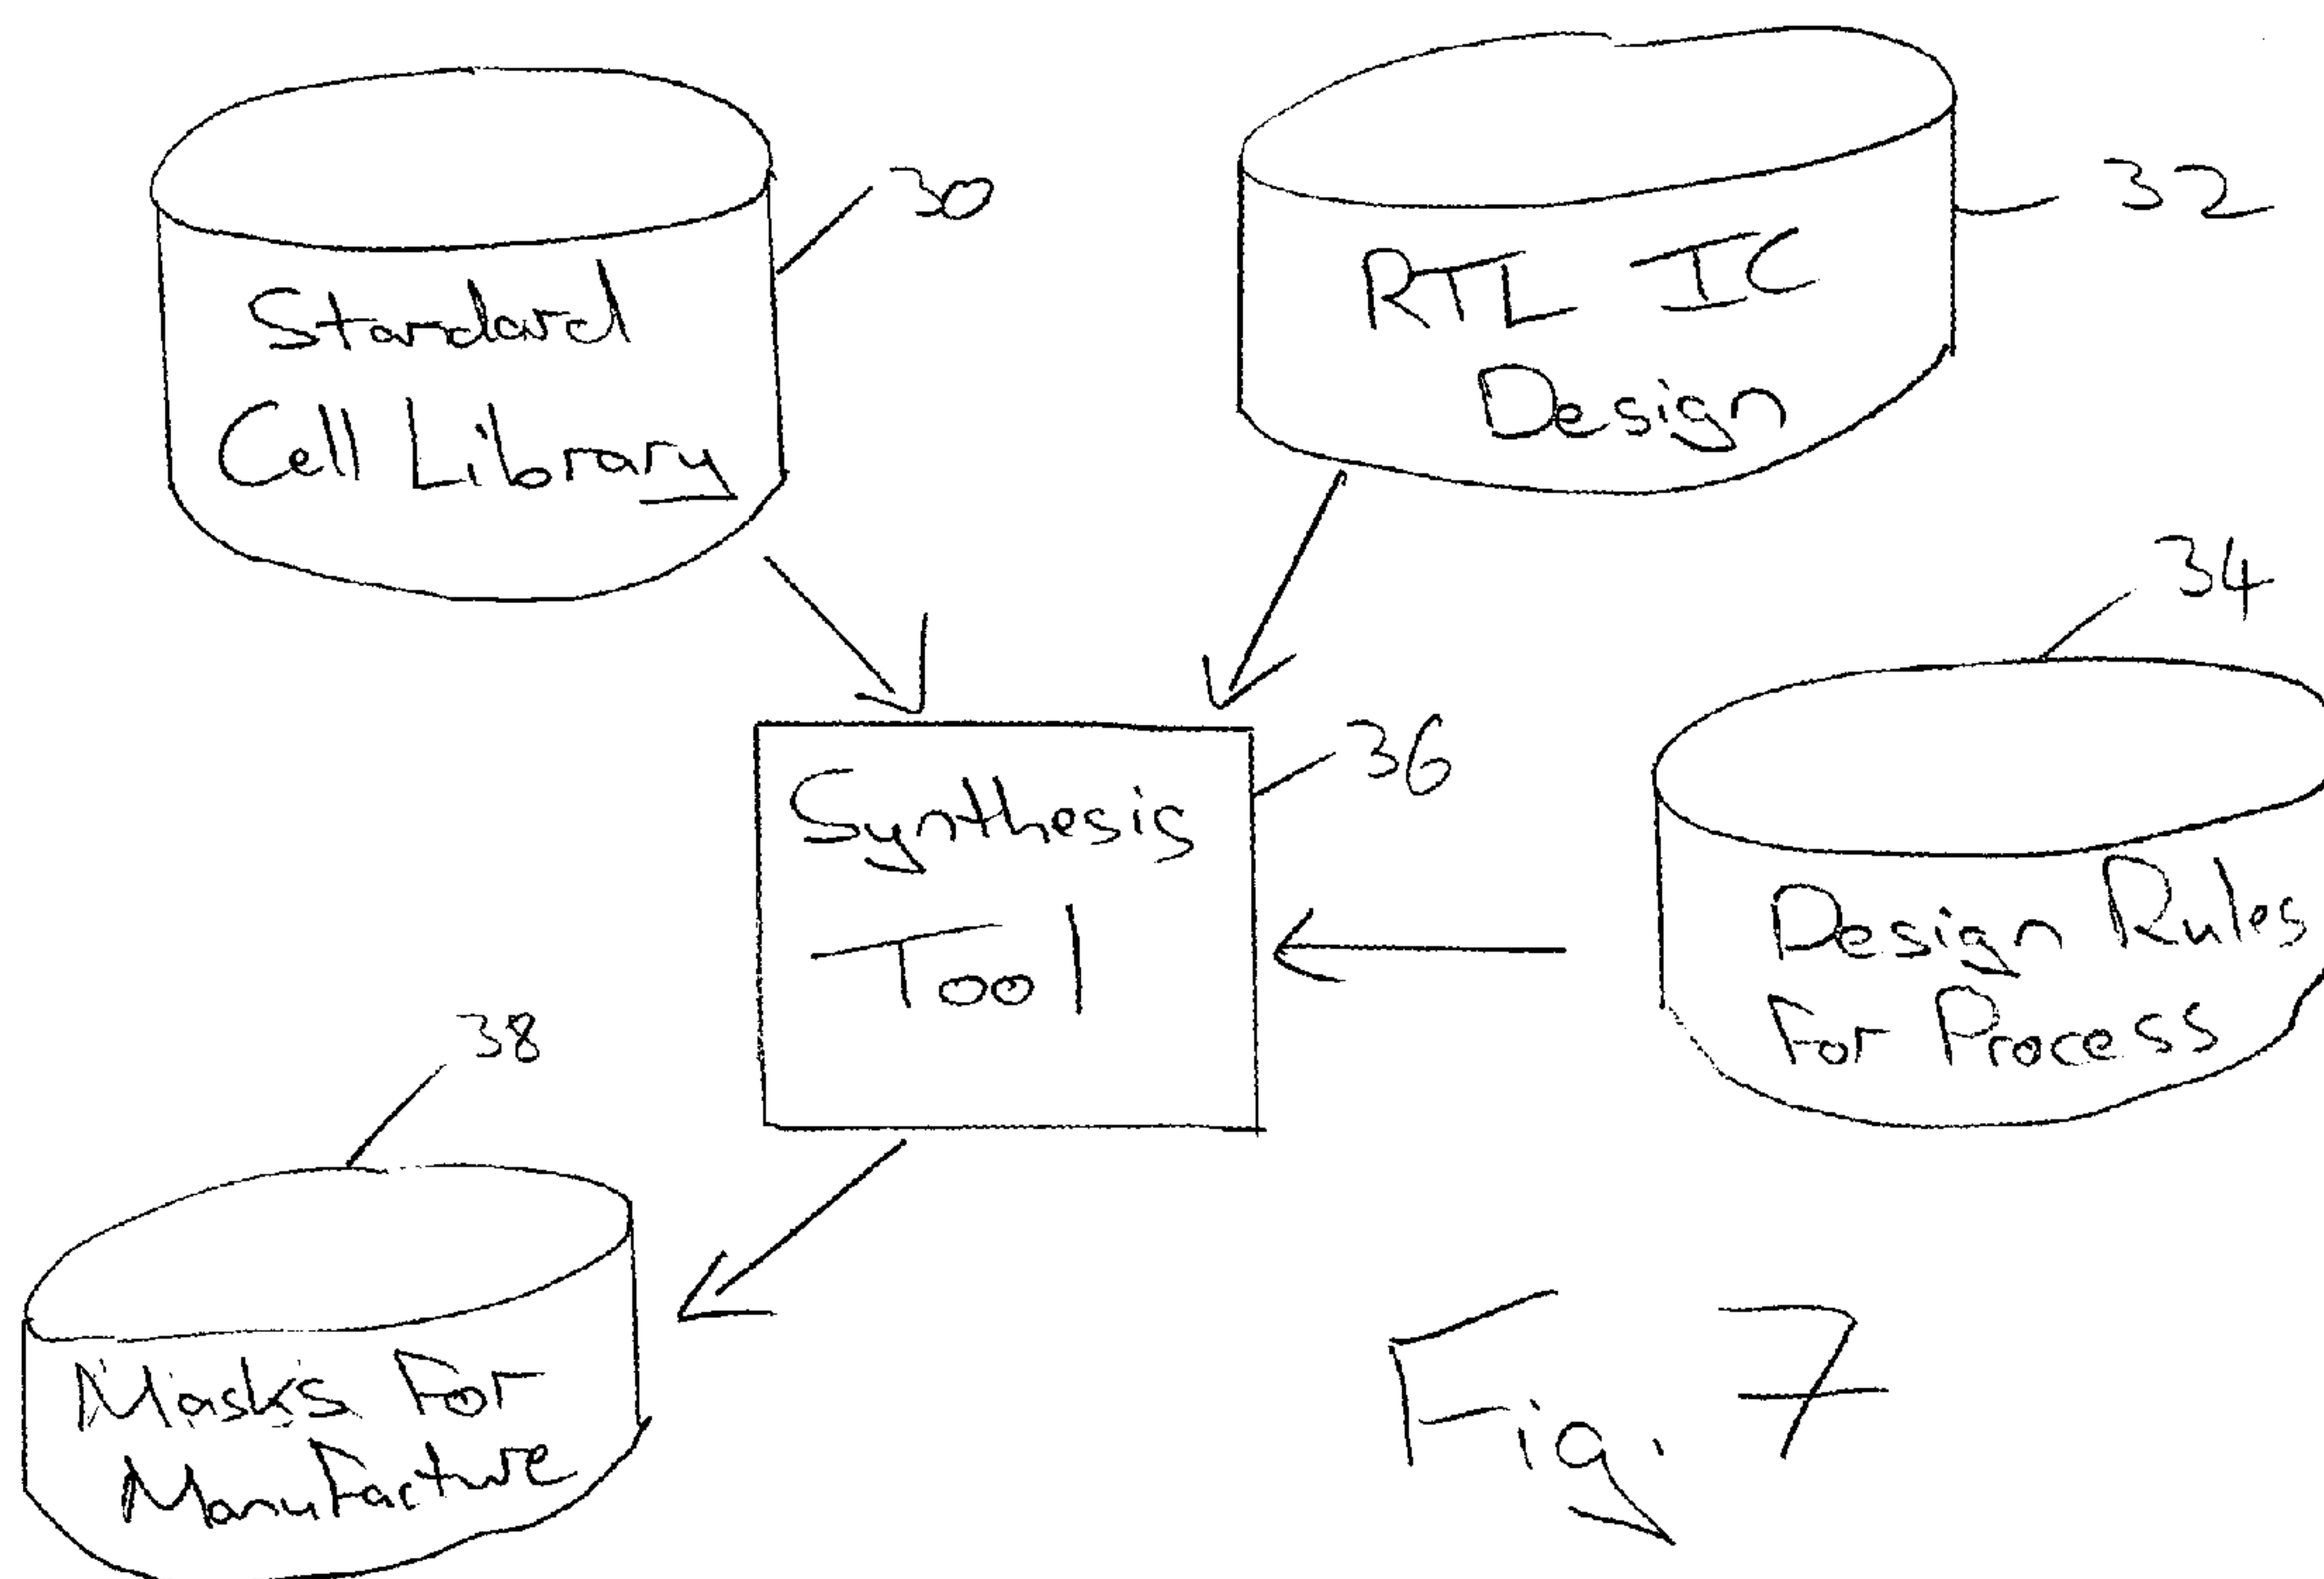 30
Standard
Cell Library
32
RTL IC
Design
34
Design Rules
For Process
36
Synthesis
Tool
38
Masks For
Manufacture
Fig. 7